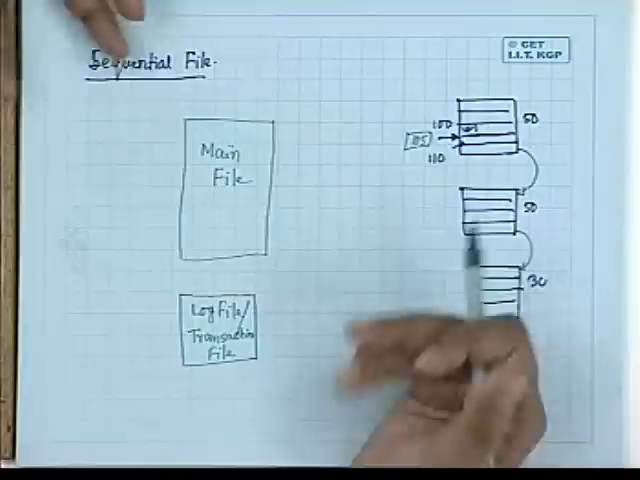 Sequential File.
© CET
I.I.T. KGP
Main
File
Log File/
Transaction
File
100
105
110
50
50
30